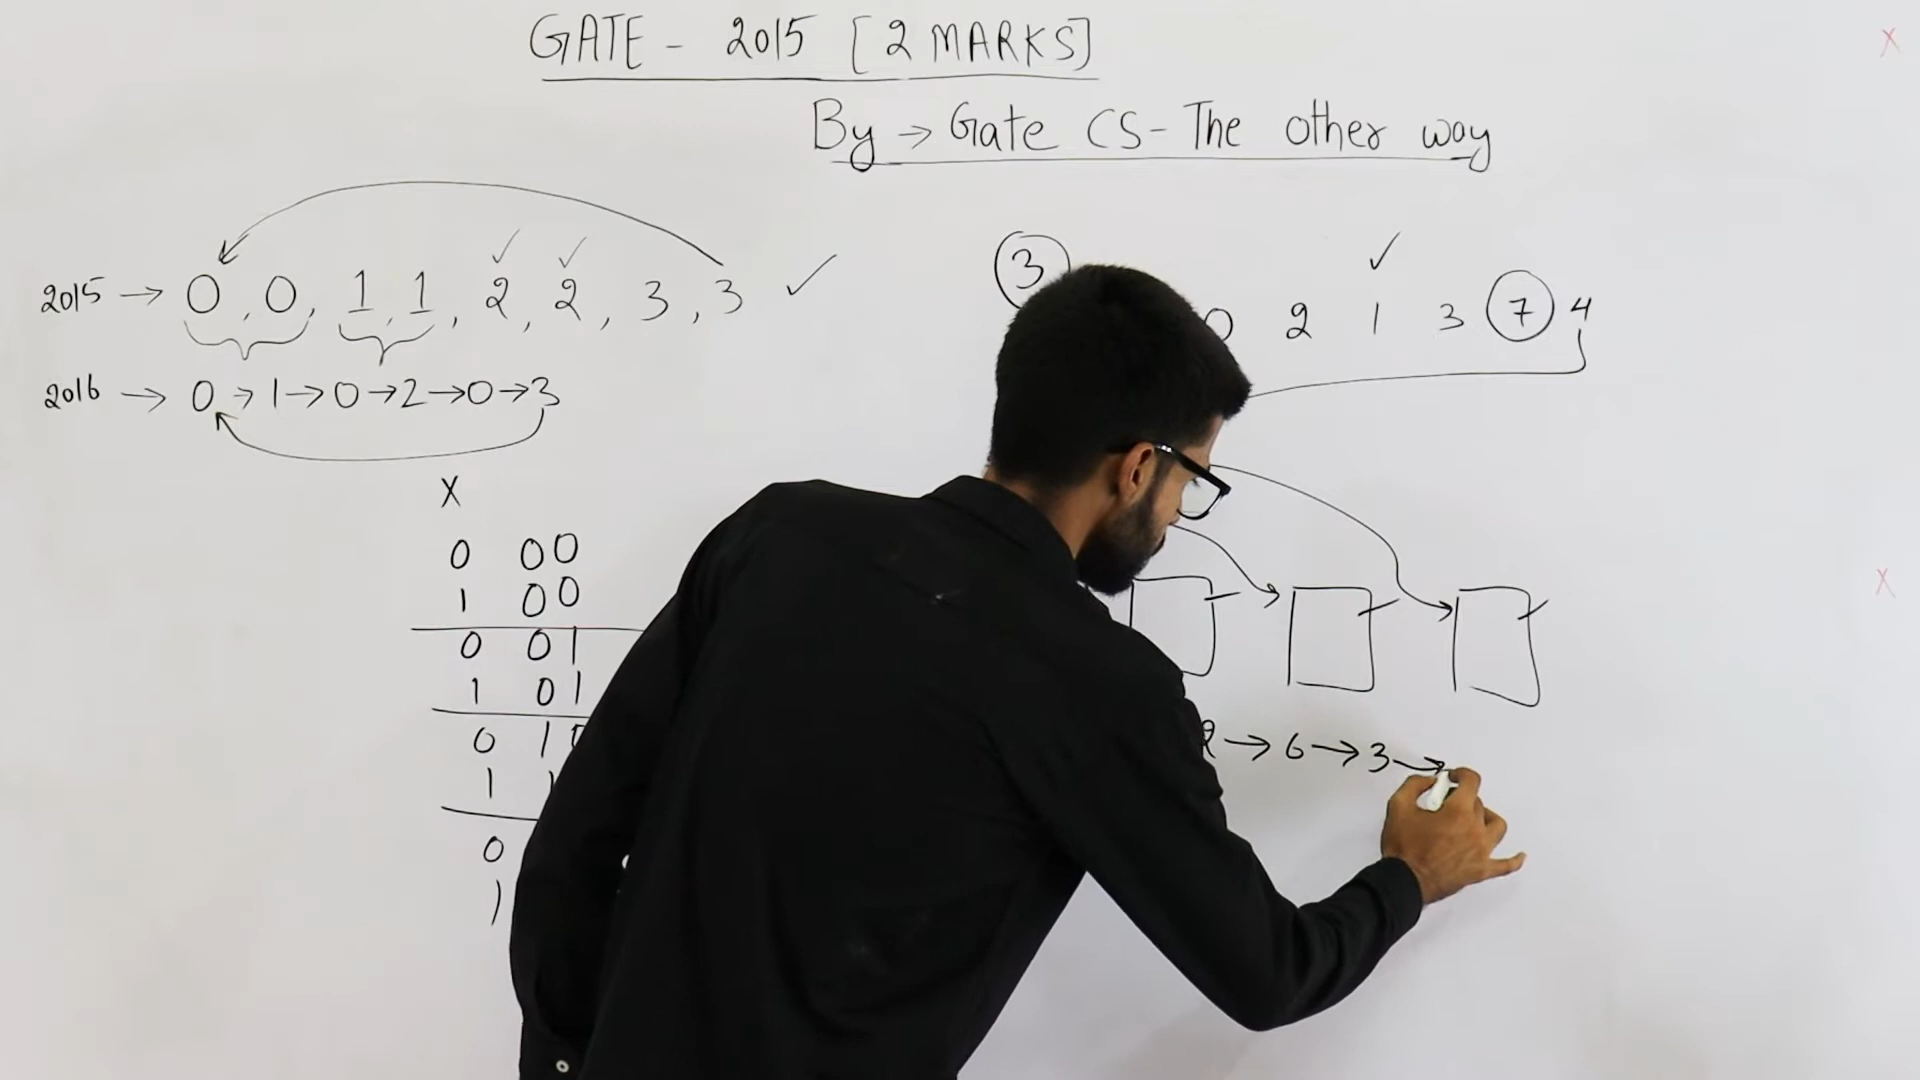 GATE - 2015 [2 MARKS]
By → Gate CS - The other way
2015 → 0, 0, 1, 1, 2, 2, 3, 3 ✓
2016 → 0 → 1 → 0 → 2 → 0 → 3
X
0 00
1 00
0 01
1 01
0 1
1 1
0
1
3
0 2 1 3 7 4
2 → 6 → 3 →